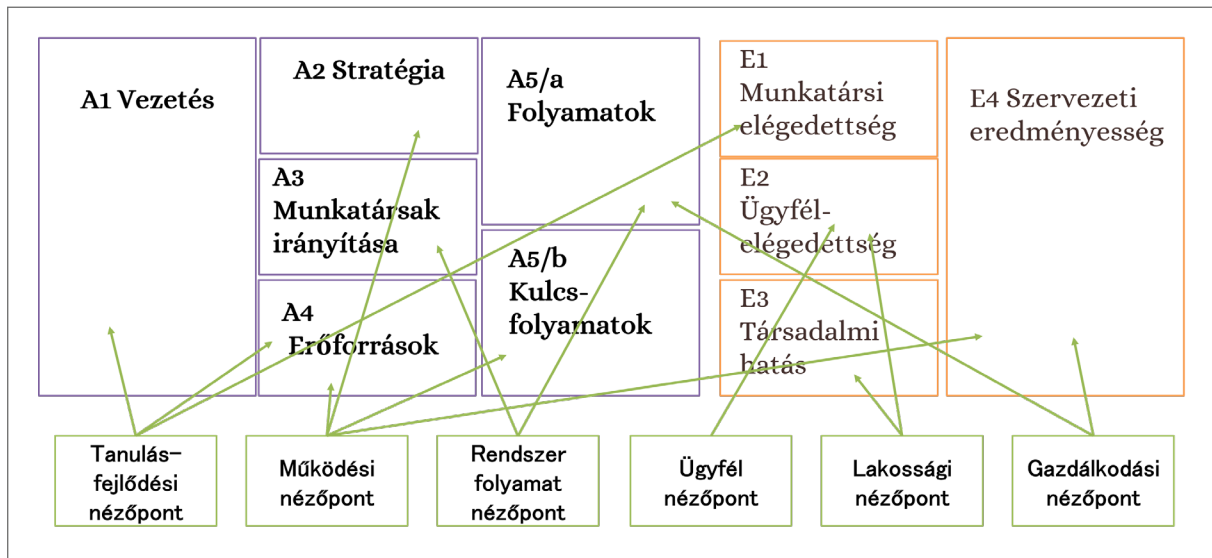 A1 Vezetés
A2 Stratégia
A3
Munkatársak
irányítása
A4
Erőforrások
A5/a
Folyamatok
A5/b
Kulcs-
folyamatok
E1
Munkatársi
elégedettség
E2
Ügyfél-
elégedettség
E3
Társadalmi
hatás
E4 Szervezeti
eredményesség
Tanulás-
fejlődési
nézőpont
Működési
nézőpont
Rendszer
folyamat
nézőpont
Ügyfél
nézőpont
Lakossági
nézőpont
Gazdálkodási
nézőpont